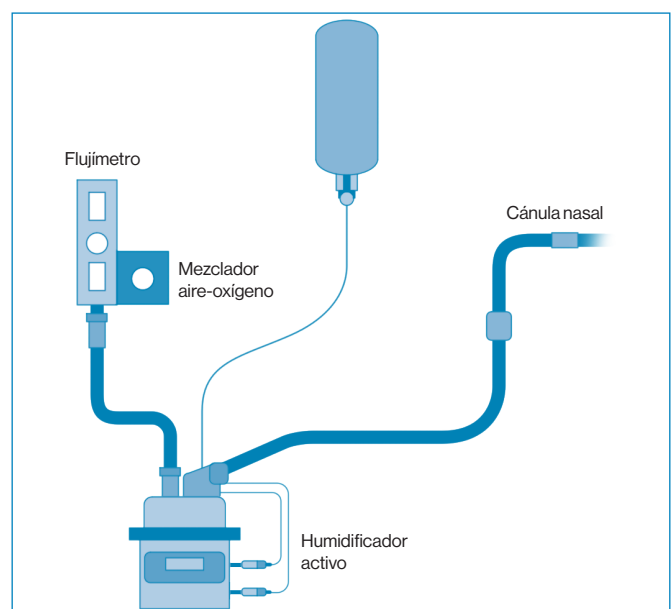 Flujímetro
Cánula nasal
Mezclador
aire-oxígeno
Humidificador
activo